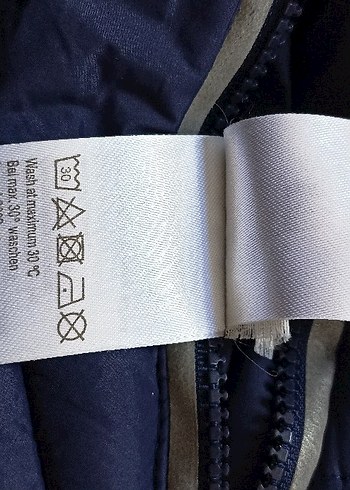 30
Wash at maximum 30 °C
Bei max. 30° waschen